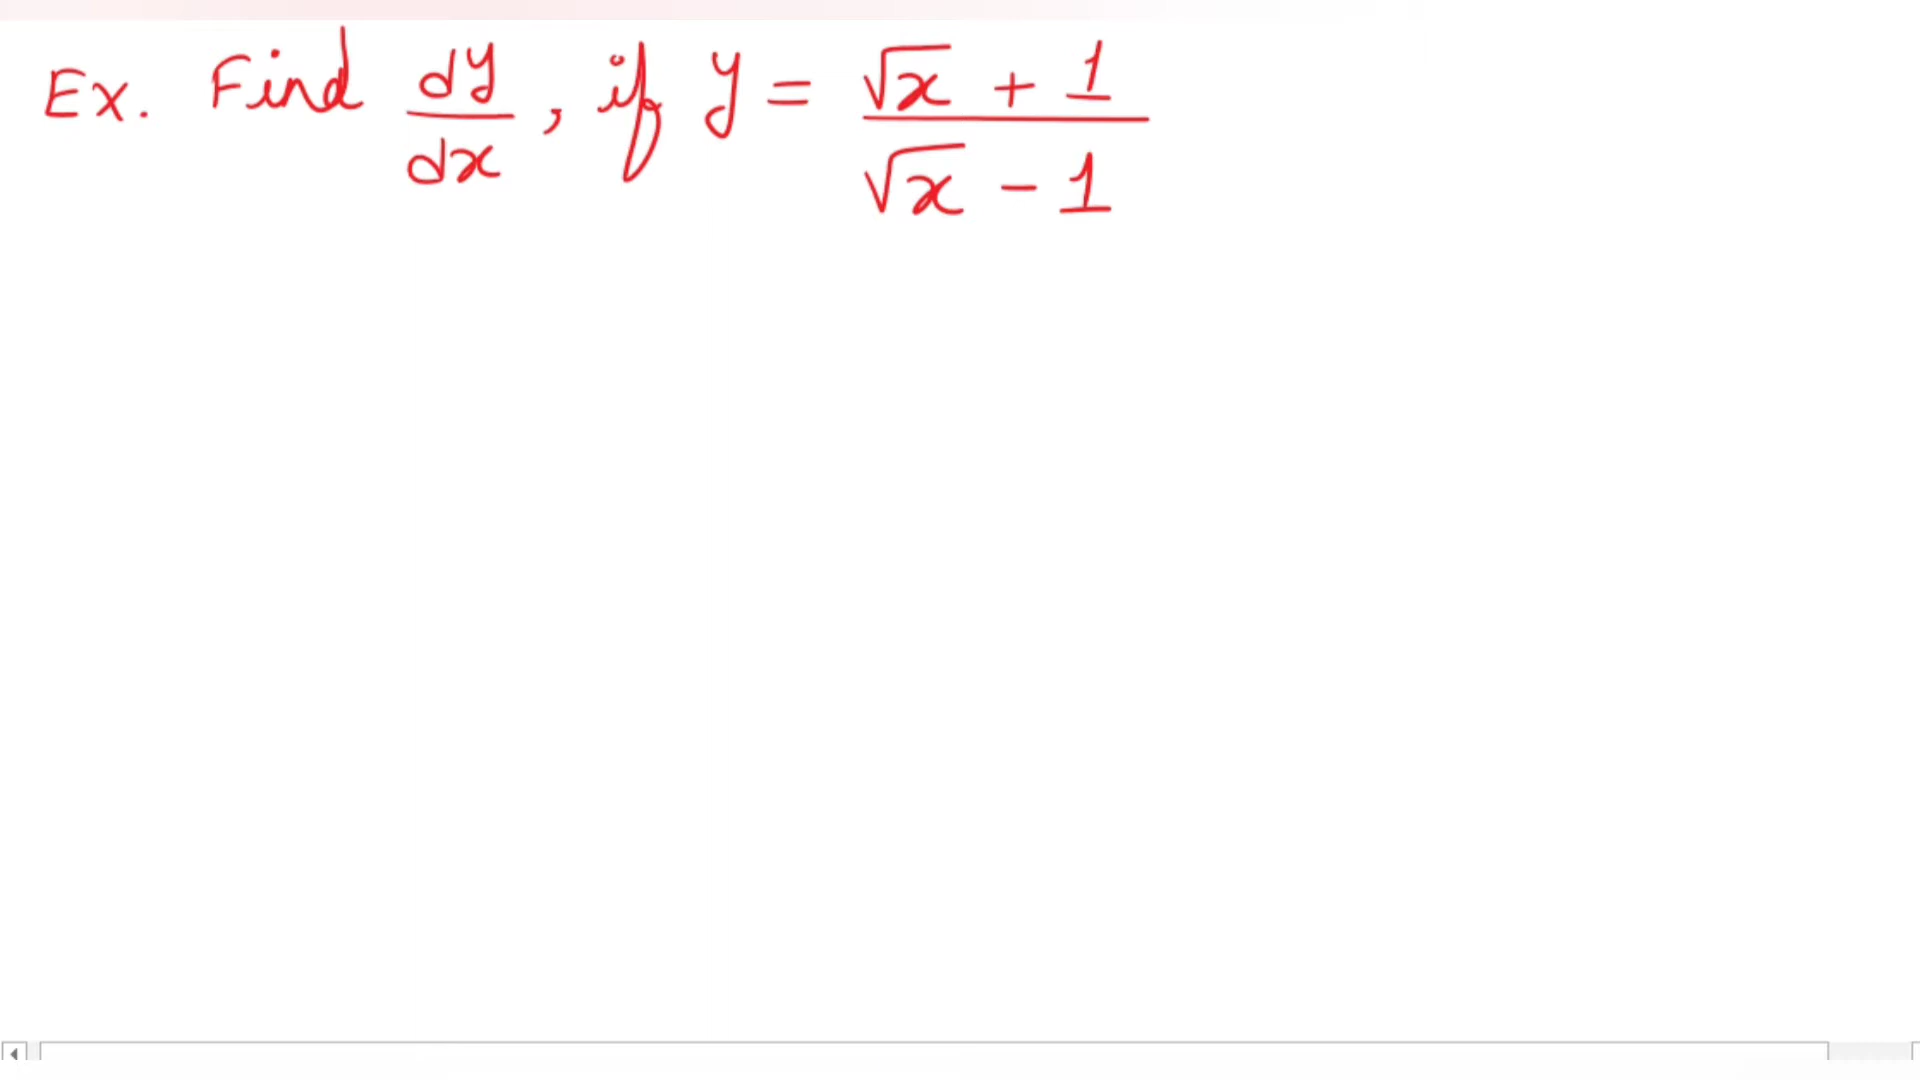 Ex. Find dy/dx, if y = (√x + 1)/(√x - 1)